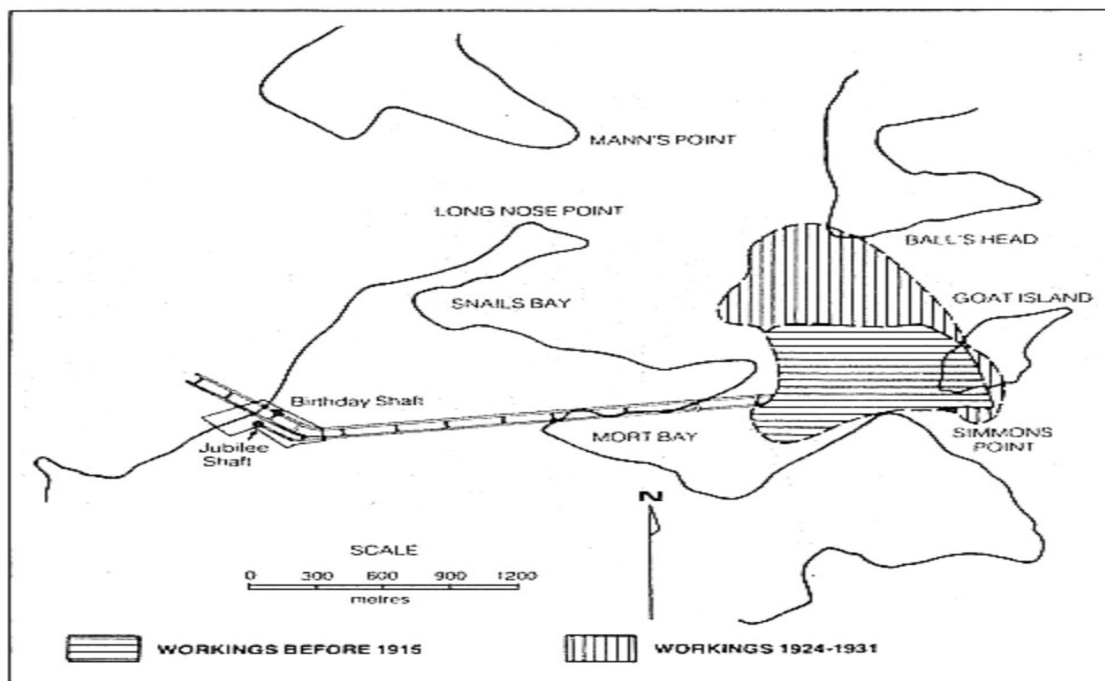 MANN'S POINT
LONG NOSE POINT
BALL'S HEAD
SNAILS BAY
GOAT ISLAND
Birthday Shaft
Jubilee
Shaft
MORT BAY
SIMMONS
POINT
N
SCALE
0 300 600 900 1200
metres
WORKINGS BEFORE 1915
WORKINGS 1924-1931